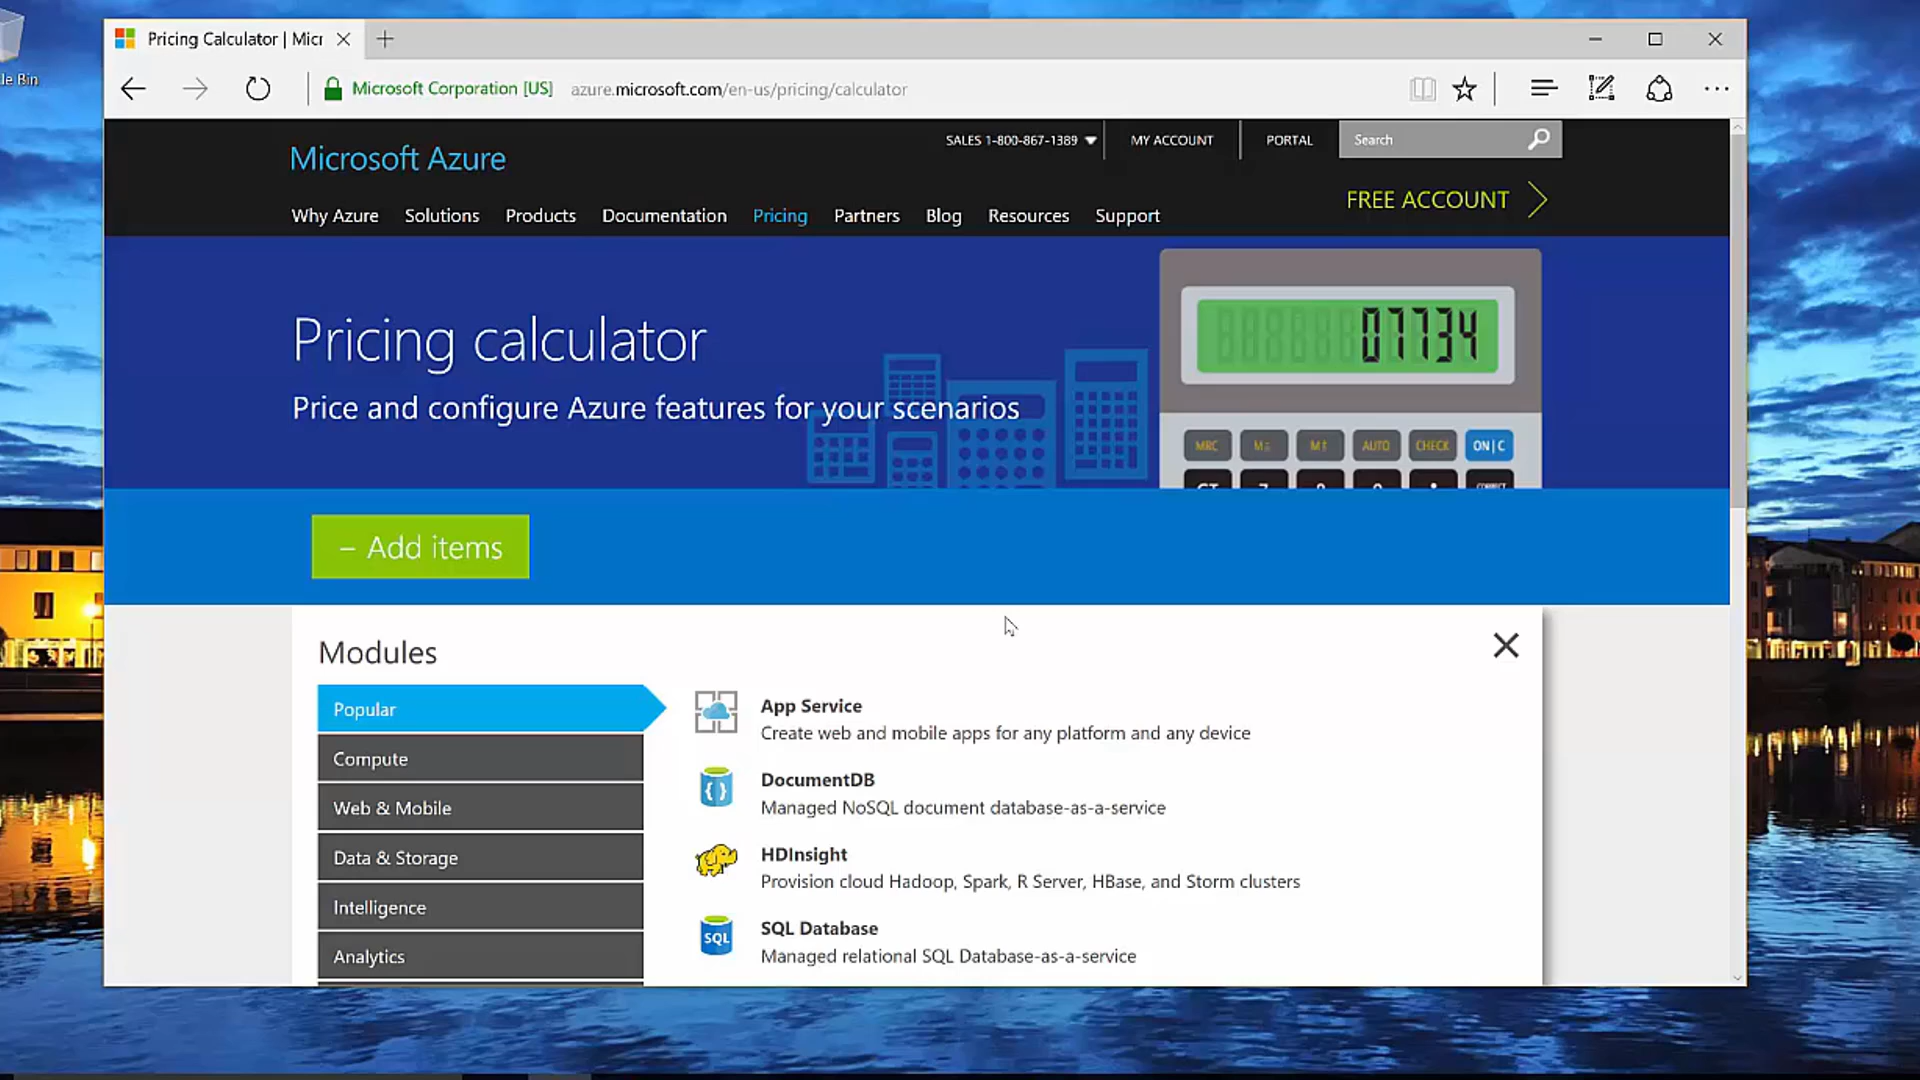 le Bin
Pricing Calculator | Micr
Microsoft Corporation [US] azure.microsoft.com/en-us/pricing/calculator
SALES 1-800-867-1389 MY ACCOUNT PORTAL Search
Microsoft Azure
FREE ACCOUNT
Why Azure Solutions Products Documentation Pricing Partners Blog Resources Support
07734
Pricing calculator
Price and configure Azure features for your scenarios
MRC AUTO CHECK ON|C
– Add items
Modules
Popular
Compute
Web & Mobile
Data & Storage
Intelligence
Analytics
App Service
Create web and mobile apps for any platform and any device
DocumentDB
Managed NoSQL document database-as-a-service
HDInsight
Provision cloud Hadoop, Spark, R Server, HBase, and Storm clusters
SQL
SQL Database
Managed relational SQL Database-as-a-service